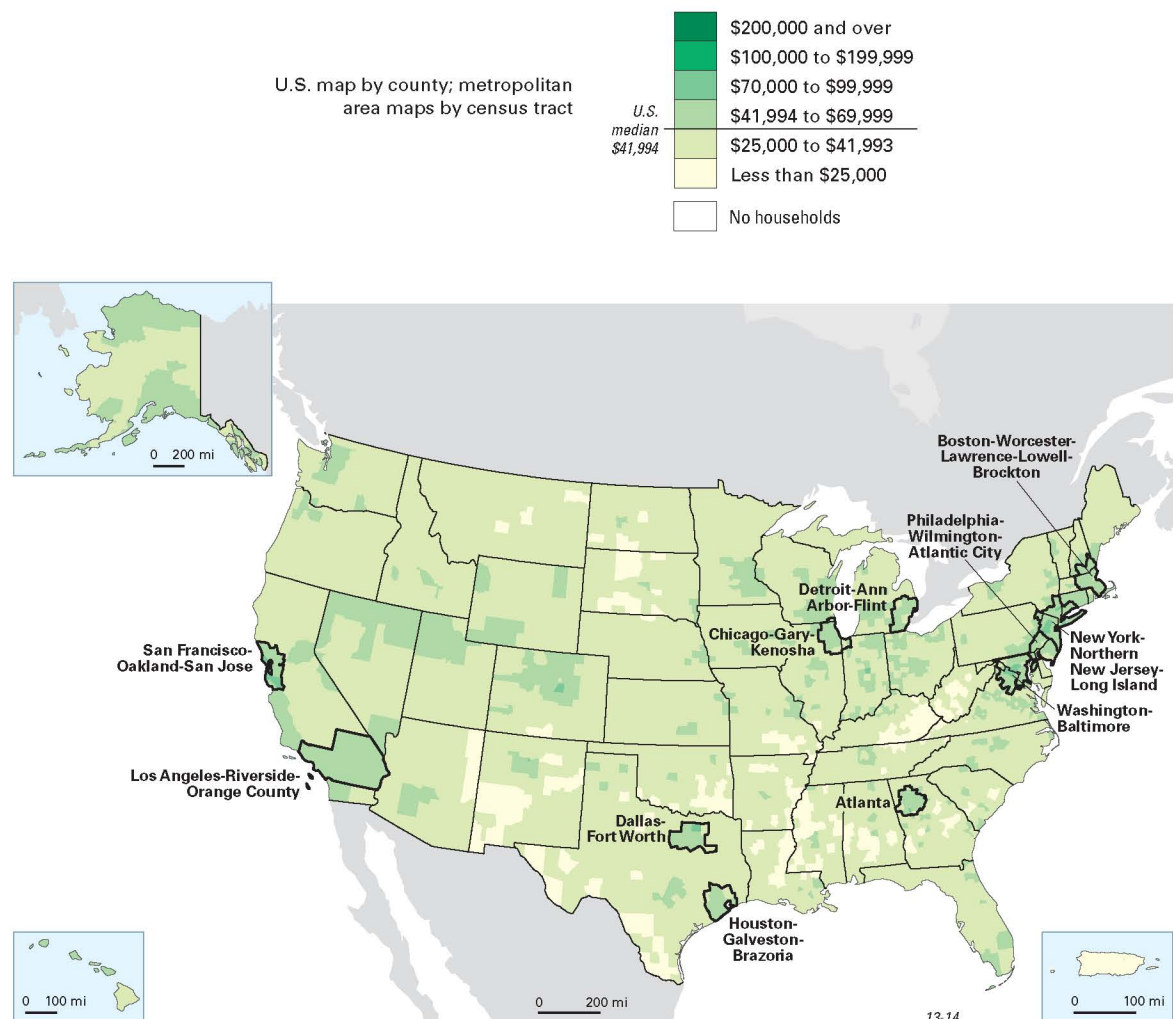 $200,000 and over
$100,000 to $199,999
$70,000 to $99,999
$41,994 to $69,999
$25,000 to $41,993
Less than $25,000
No households
U.S. map by county; metropolitan
area maps by census tract
U.S.
median
$41,994
0 200 mi
Boston-Worcester-
Lawrence-Lowell-
Brockton
Philadelphia-
Wilmington-
Atlantic City
Detroit-Ann
Arbor-Flint
Chicago-Gary-
Kenosha
New York-
Northern
New Jersey-
Long Island
Washington-
Baltimore
San Francisco-
Oakland-San Jose
Los Angeles-Riverside-
Orange County
Dallas-
Fort Worth
Atlanta
Houston-
Galveston-
Brazoria
0 100 mi
0 200 mi
0 100 mi
13-14